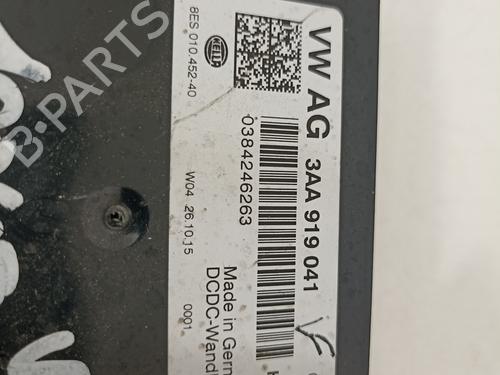 8ES 010.452-40
HELLA
VW AG
3AA 919 041
0384246263
W04 26.10.15
0001
Made in Germ
DCDC-Wand
B-PARTS